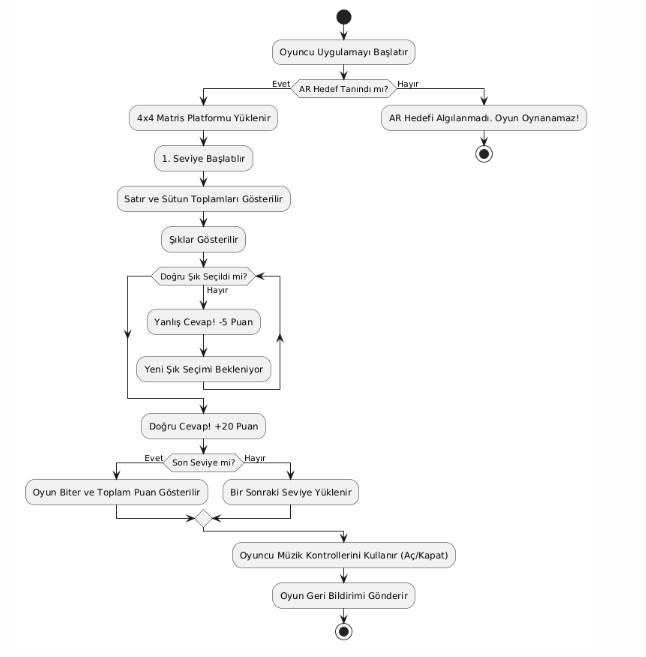 Oyuncu Uygulamayı Başlatır
Evet
AR Hedef Tanındı mı?
Hayır
4x4 Matris Platformu Yüklenir
AR Hedefi Algılanmadı. Oyun Oynanamaz!
1. Seviye Başlatılır
Satır ve Sütun Toplamları Gösterilir
Şıklar Gösterilir
Doğru Şık Seçildi mi?
Hayır
Yanlış Cevap! -5 Puan
Yeni Şık Seçimi Bekleniyor
Doğru Cevap! +20 Puan
Evet
Son Seviye mi?
Hayır
Oyun Biter ve Toplam Puan Gösterilir
Bir Sonraki Seviye Yüklenir
Oyuncu Müzik Kontrollerini Kullanır (Aç/Kapat)
Oyun Geri Bildirimi Gönderir